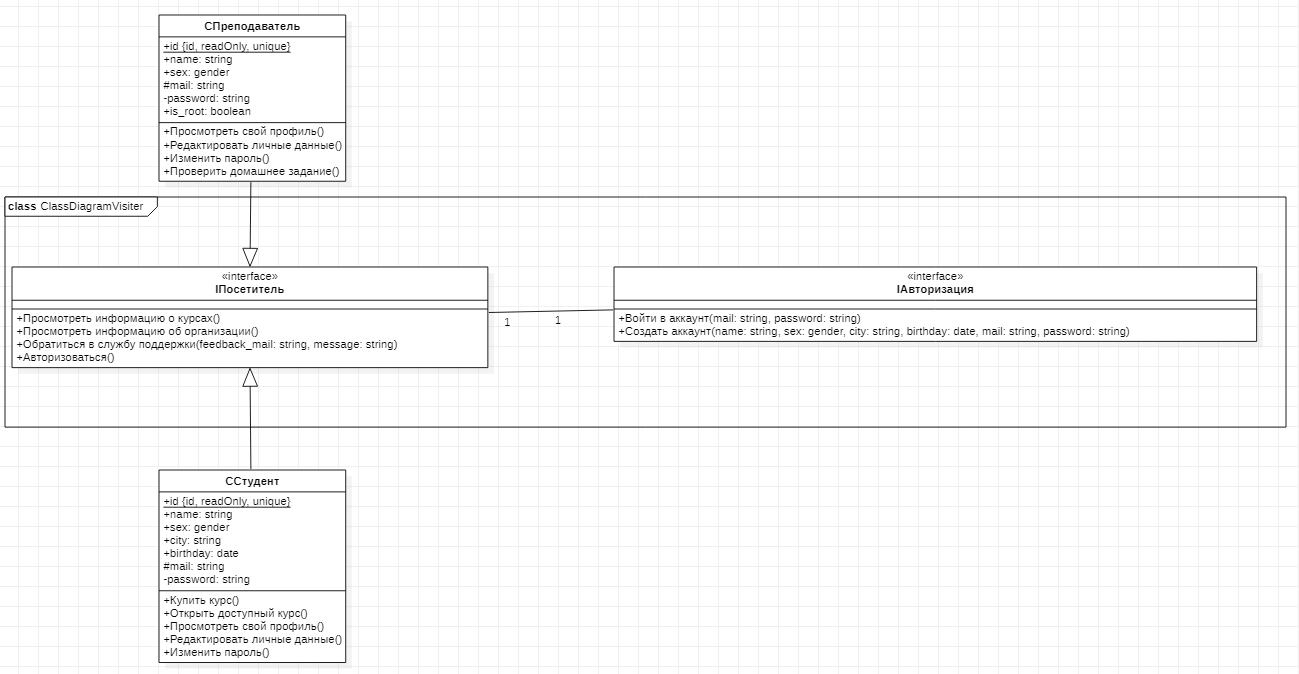 СПреподаватель
+id {id, readOnly, unique}
+name: string
+sex: gender
#mail: string
-password: string
+is_root: boolean
+Просмотреть свой профиль()
+Редактировать личные данные()
+Изменить пароль()
+Проверить домашнее задание()
class ClassDiagramVisiter
«interface»
IПосетитель
+Просмотреть информацию о курсах()
+Просмотреть информацию об организации()
+Обратиться в службу поддержки(feedback_mail: string, message: string)
+Авторизоваться()
1
1
«interface»
IАвторизация
+Войти в аккаунт(mail: string, password: string)
+Создать аккаунт(name: string, sex: gender, city: string, birthday: date, mail: string, password: string)
ССтудент
+id {id, readOnly, unique}
+name: string
+sex: gender
+city: string
+birthday: date
#mail: string
-password: string
+Купить курс()
+Открыть доступный курс()
+Просмотреть свой профиль()
+Редактировать личные данные()
+Изменить пароль()